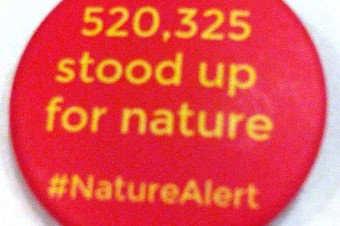 520,325
stood up
for nature
#NatureAlert